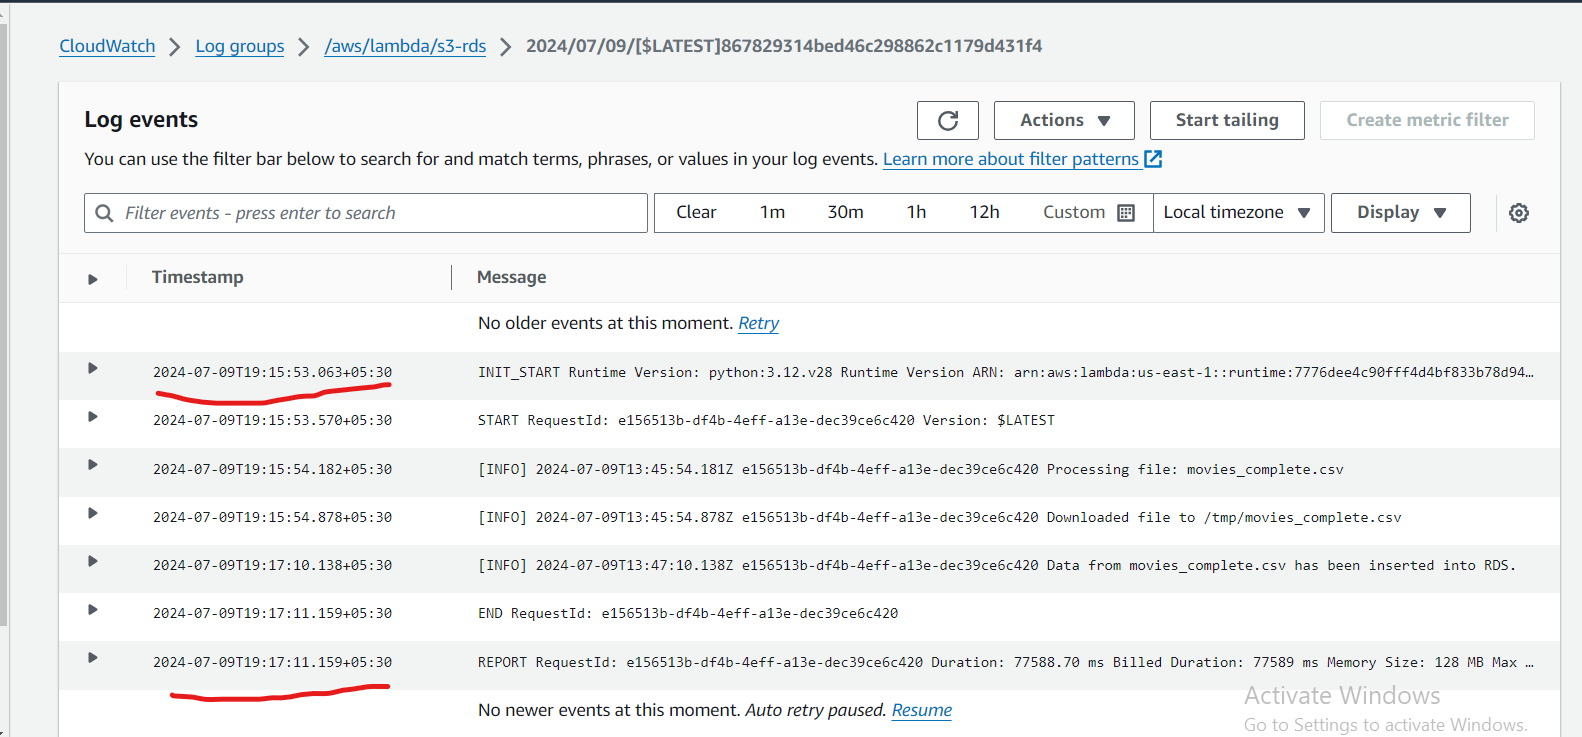 CloudWatch > Log groups > /aws/lambda/s3-rds > 2024/07/09/[$LATEST]867829314bed46c298862c1179d431f4
Log events
Actions
Start tailing
Create metric filter
You can use the filter bar below to search for and match terms, phrases, or values in your log events. Learn more about filter patterns
Filter events - press enter to search
Clear 1m 30m 1h 12h Custom
Local timezone
Display
Timestamp Message
No older events at this moment. Retry
2024-07-09T19:15:53.063+05:30 INIT_START Runtime Version: python:3.12.v28 Runtime Version ARN: arn:aws:lambda:us-east-1::runtime:7776dee4c90fff4d4bf833b78d94…
2024-07-09T19:15:53.570+05:30 START RequestId: e156513b-df4b-4eff-a13e-dec39ce6c420 Version: $LATEST
2024-07-09T19:15:54.182+05:30 [INFO] 2024-07-09T13:45:54.181Z e156513b-df4b-4eff-a13e-dec39ce6c420 Processing file: movies_complete.csv
2024-07-09T19:15:54.878+05:30 [INFO] 2024-07-09T13:45:54.878Z e156513b-df4b-4eff-a13e-dec39ce6c420 Downloaded file to /tmp/movies_complete.csv
2024-07-09T19:17:10.138+05:30 [INFO] 2024-07-09T13:47:10.138Z e156513b-df4b-4eff-a13e-dec39ce6c420 Data from movies_complete.csv has been inserted into RDS.
2024-07-09T19:17:11.159+05:30 END RequestId: e156513b-df4b-4eff-a13e-dec39ce6c420
2024-07-09T19:17:11.159+05:30 REPORT RequestId: e156513b-df4b-4eff-a13e-dec39ce6c420 Duration: 77588.70 ms Billed Duration: 77589 ms Memory Size: 128 MB Max …
No newer events at this moment. Auto retry paused. Resume
Activate Windows
Go to Settings to activate Windows.